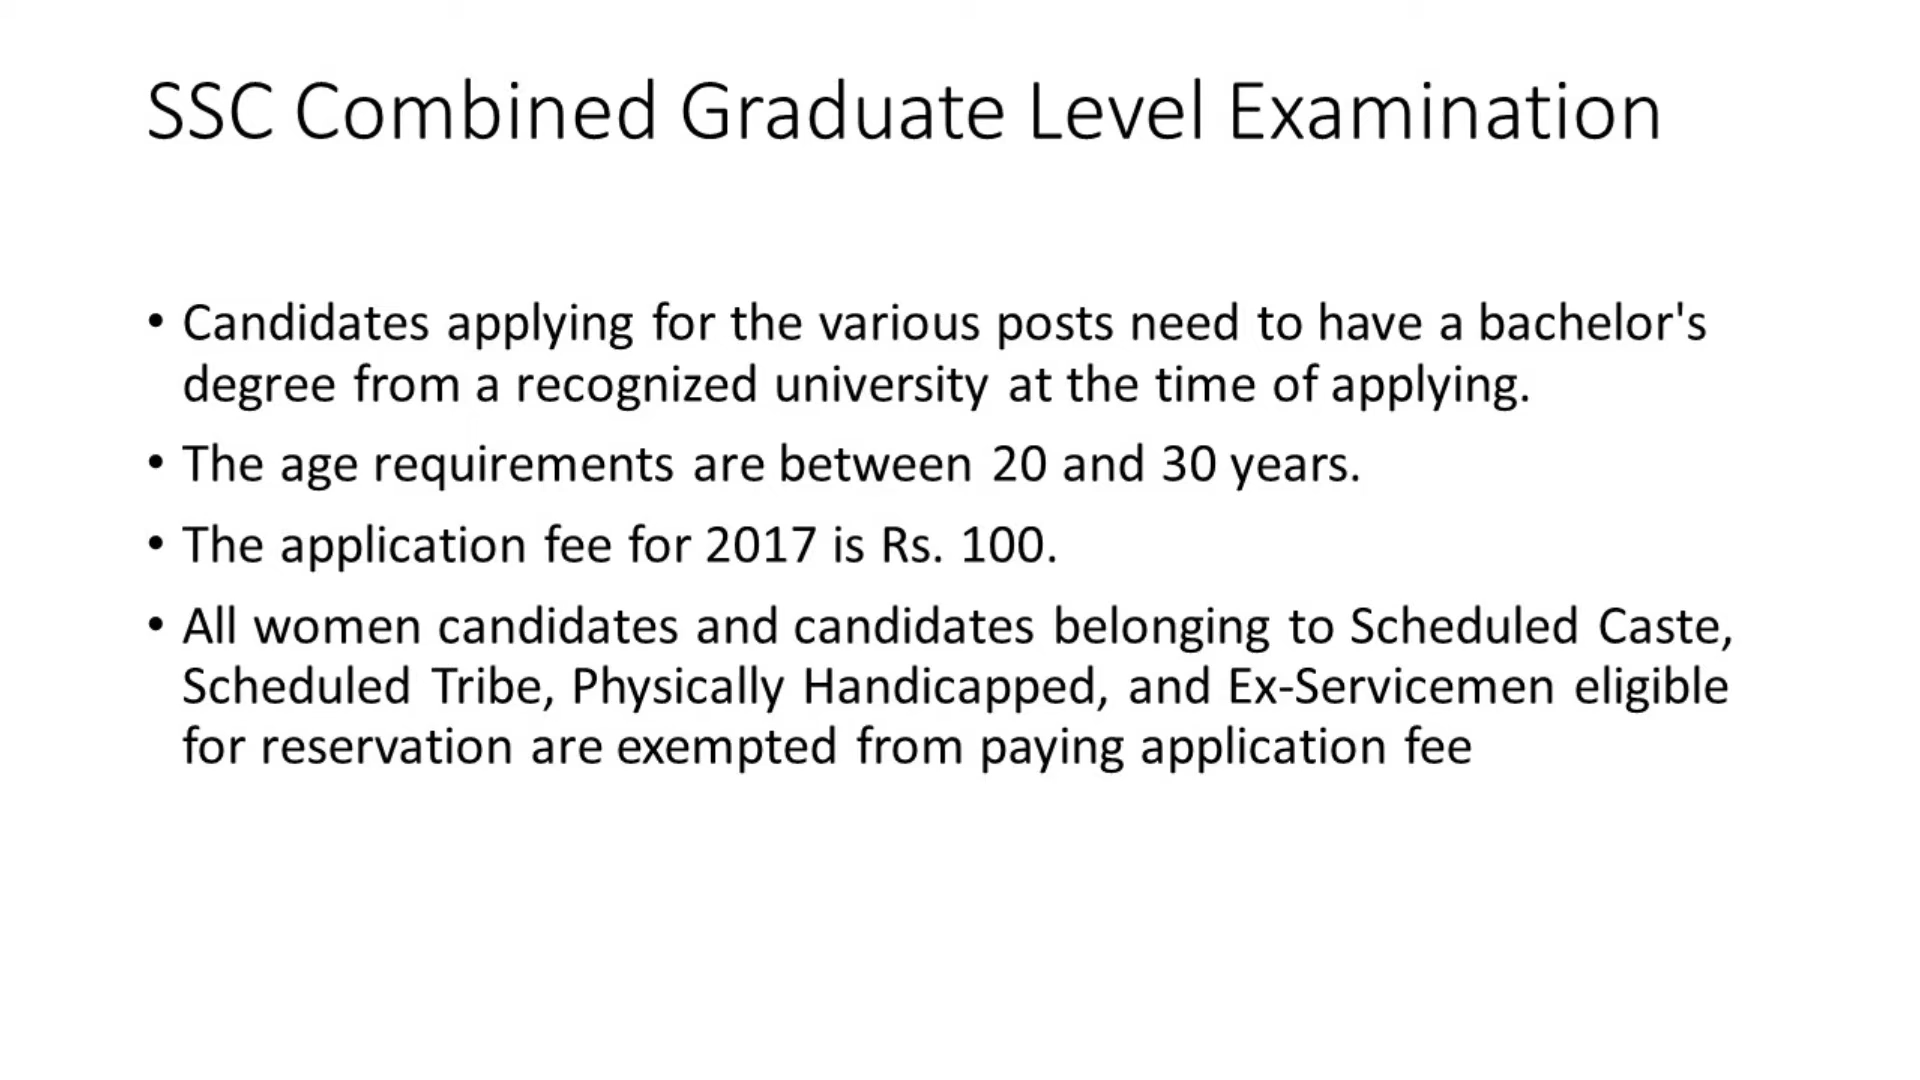 SSC Combined Graduate Level Examination
• Candidates applying for the various posts need to have a bachelor's
degree from a recognized university at the time of applying.
• The age requirements are between 20 and 30 years.
• The application fee for 2017 is Rs. 100.
• All women candidates and candidates belonging to Scheduled Caste,
Scheduled Tribe, Physically Handicapped, and Ex-Servicemen eligible
for reservation are exempted from paying application fee